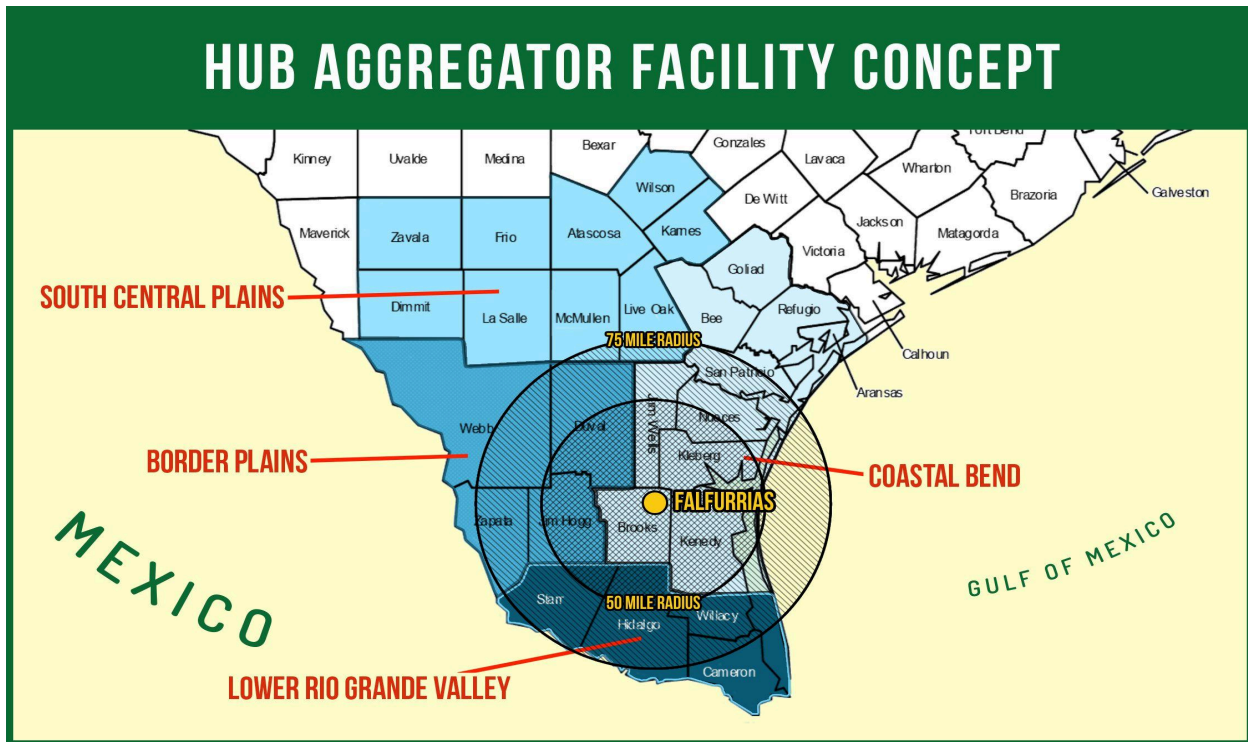 HUB AGGREGATOR FACILITY CONCEPT
Fort Bend
Bexar
Gonzales
Kinney
Uvalde
Medina
Lavaca
Wharton
Wilson
Brazoria
Galveston
De Witt
Jackson
Maverick
Zavala
Frio
Atascosa
Karnes
Matagorda
Victoria
Goliad
SOUTH CENTRAL PLAINS
Dimmit
La Salle
McMullen
Live Oak
Bee
Refugio
75 MILE RADIUS
Calhoun
San Patricio
Aransas
Jim Wells
Nueces
Webb
Duval
Kleberg
BORDER PLAINS
COASTAL BEND
FALFURRIAS
Zapata
Jim Hogg
Brooks
Kenedy
MEXICO
GULF OF MEXICO
Starr
50 MILE RADIUS
Hidalgo
Willacy
Cameron
LOWER RIO GRANDE VALLEY